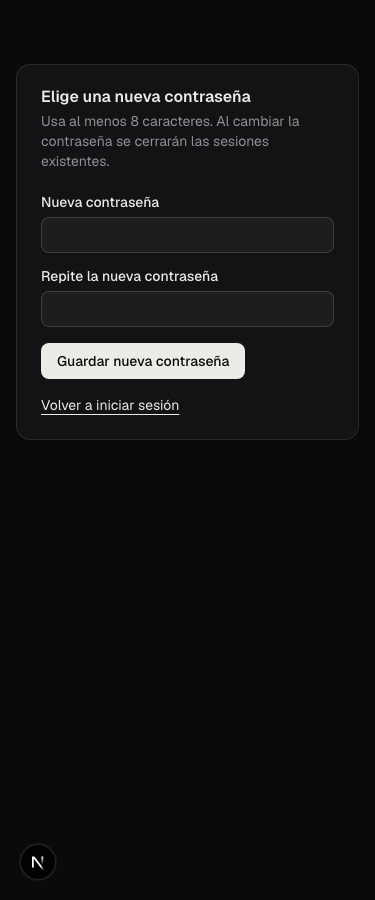 Elige una nueva contraseña
Usa al menos 8 caracteres. Al cambiar la
contraseña se cerrarán las sesiones
existentes.
Nueva contraseña
Repite la nueva contraseña
Guardar nueva contraseña
Volver a iniciar sesión
N